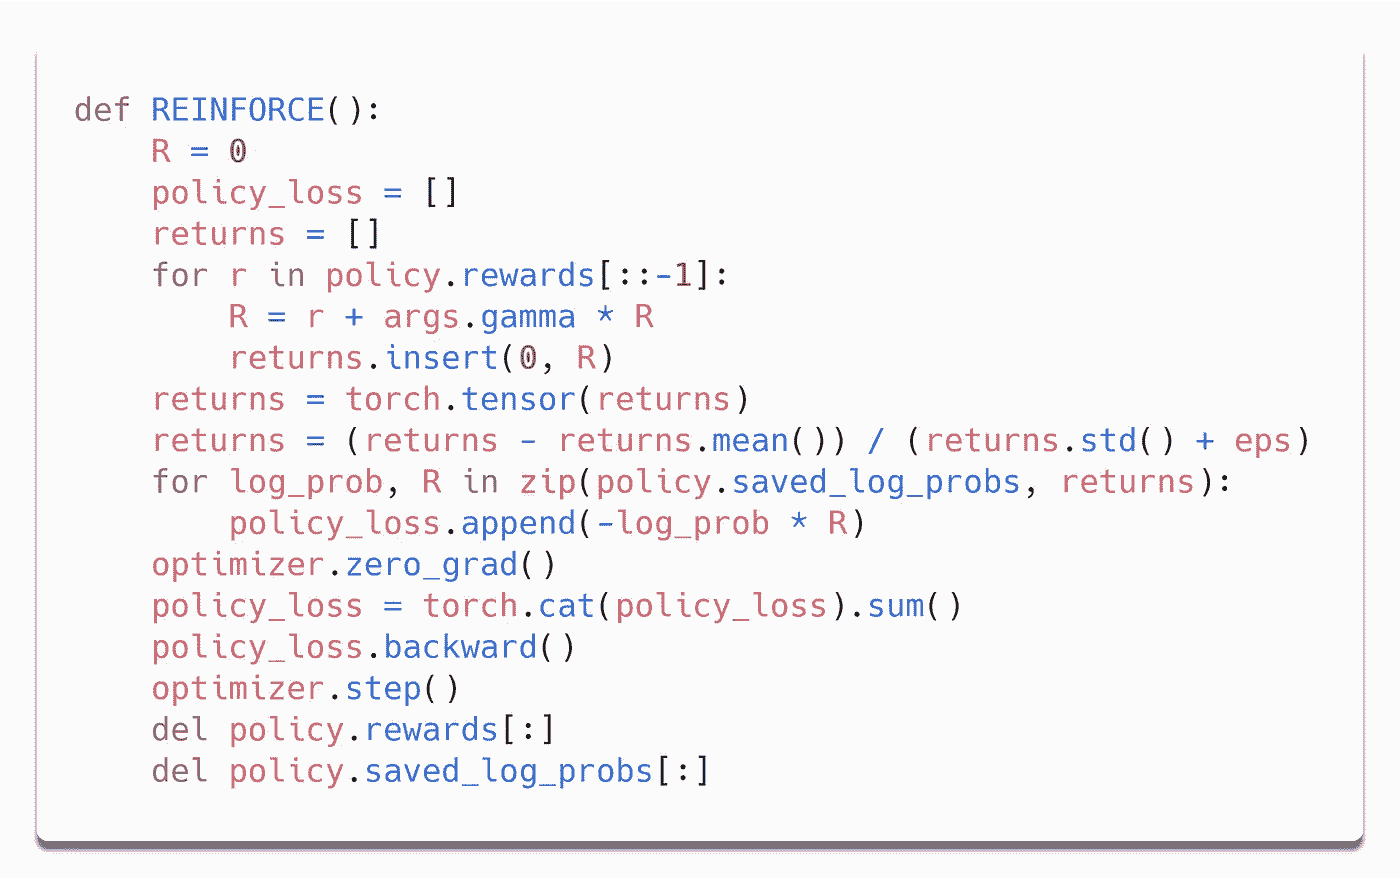 def REINFORCE():
    R = 0
    policy_loss = []
    returns = []
    for r in policy.rewards[::-1]:
        R = r + args.gamma * R
        returns.insert(0, R)
    returns = torch.tensor(returns)
    returns = (returns - returns.mean()) / (returns.std() + eps)
    for log_prob, R in zip(policy.saved_log_probs, returns):
        policy_loss.append(-log_prob * R)
    optimizer.zero_grad()
    policy_loss = torch.cat(policy_loss).sum()
    policy_loss.backward()
    optimizer.step()
    del policy.rewards[:]
    del policy.saved_log_probs[:]